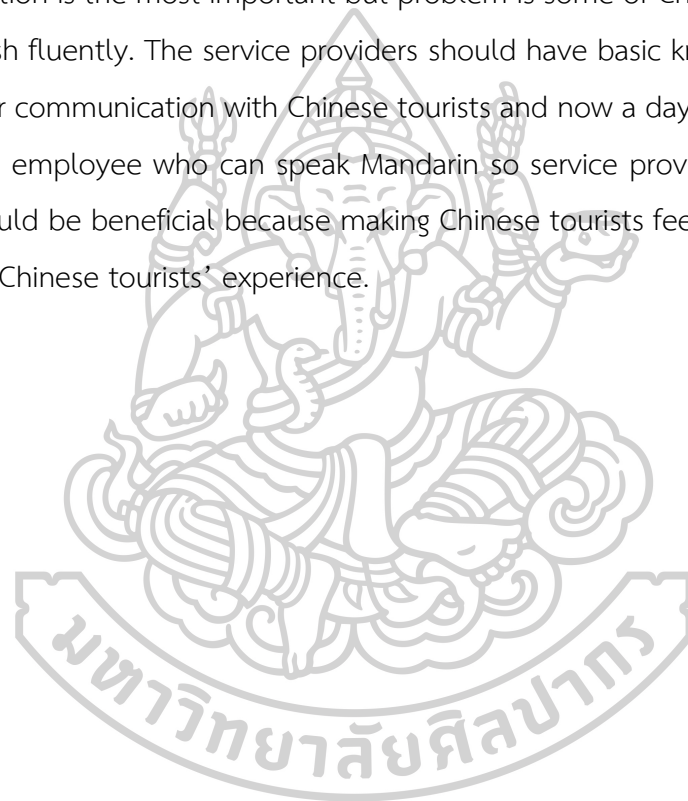 tion is the most important but problem is some of Ch
sh fluently. The service providers should have basic k
r communication with Chinese tourists and now a day
employee who can speak Mandarin so service prov
uld be beneficial because making Chinese tourists fee
Chinese tourists’ experience.
มหาวิทยาลัยศิลปากร